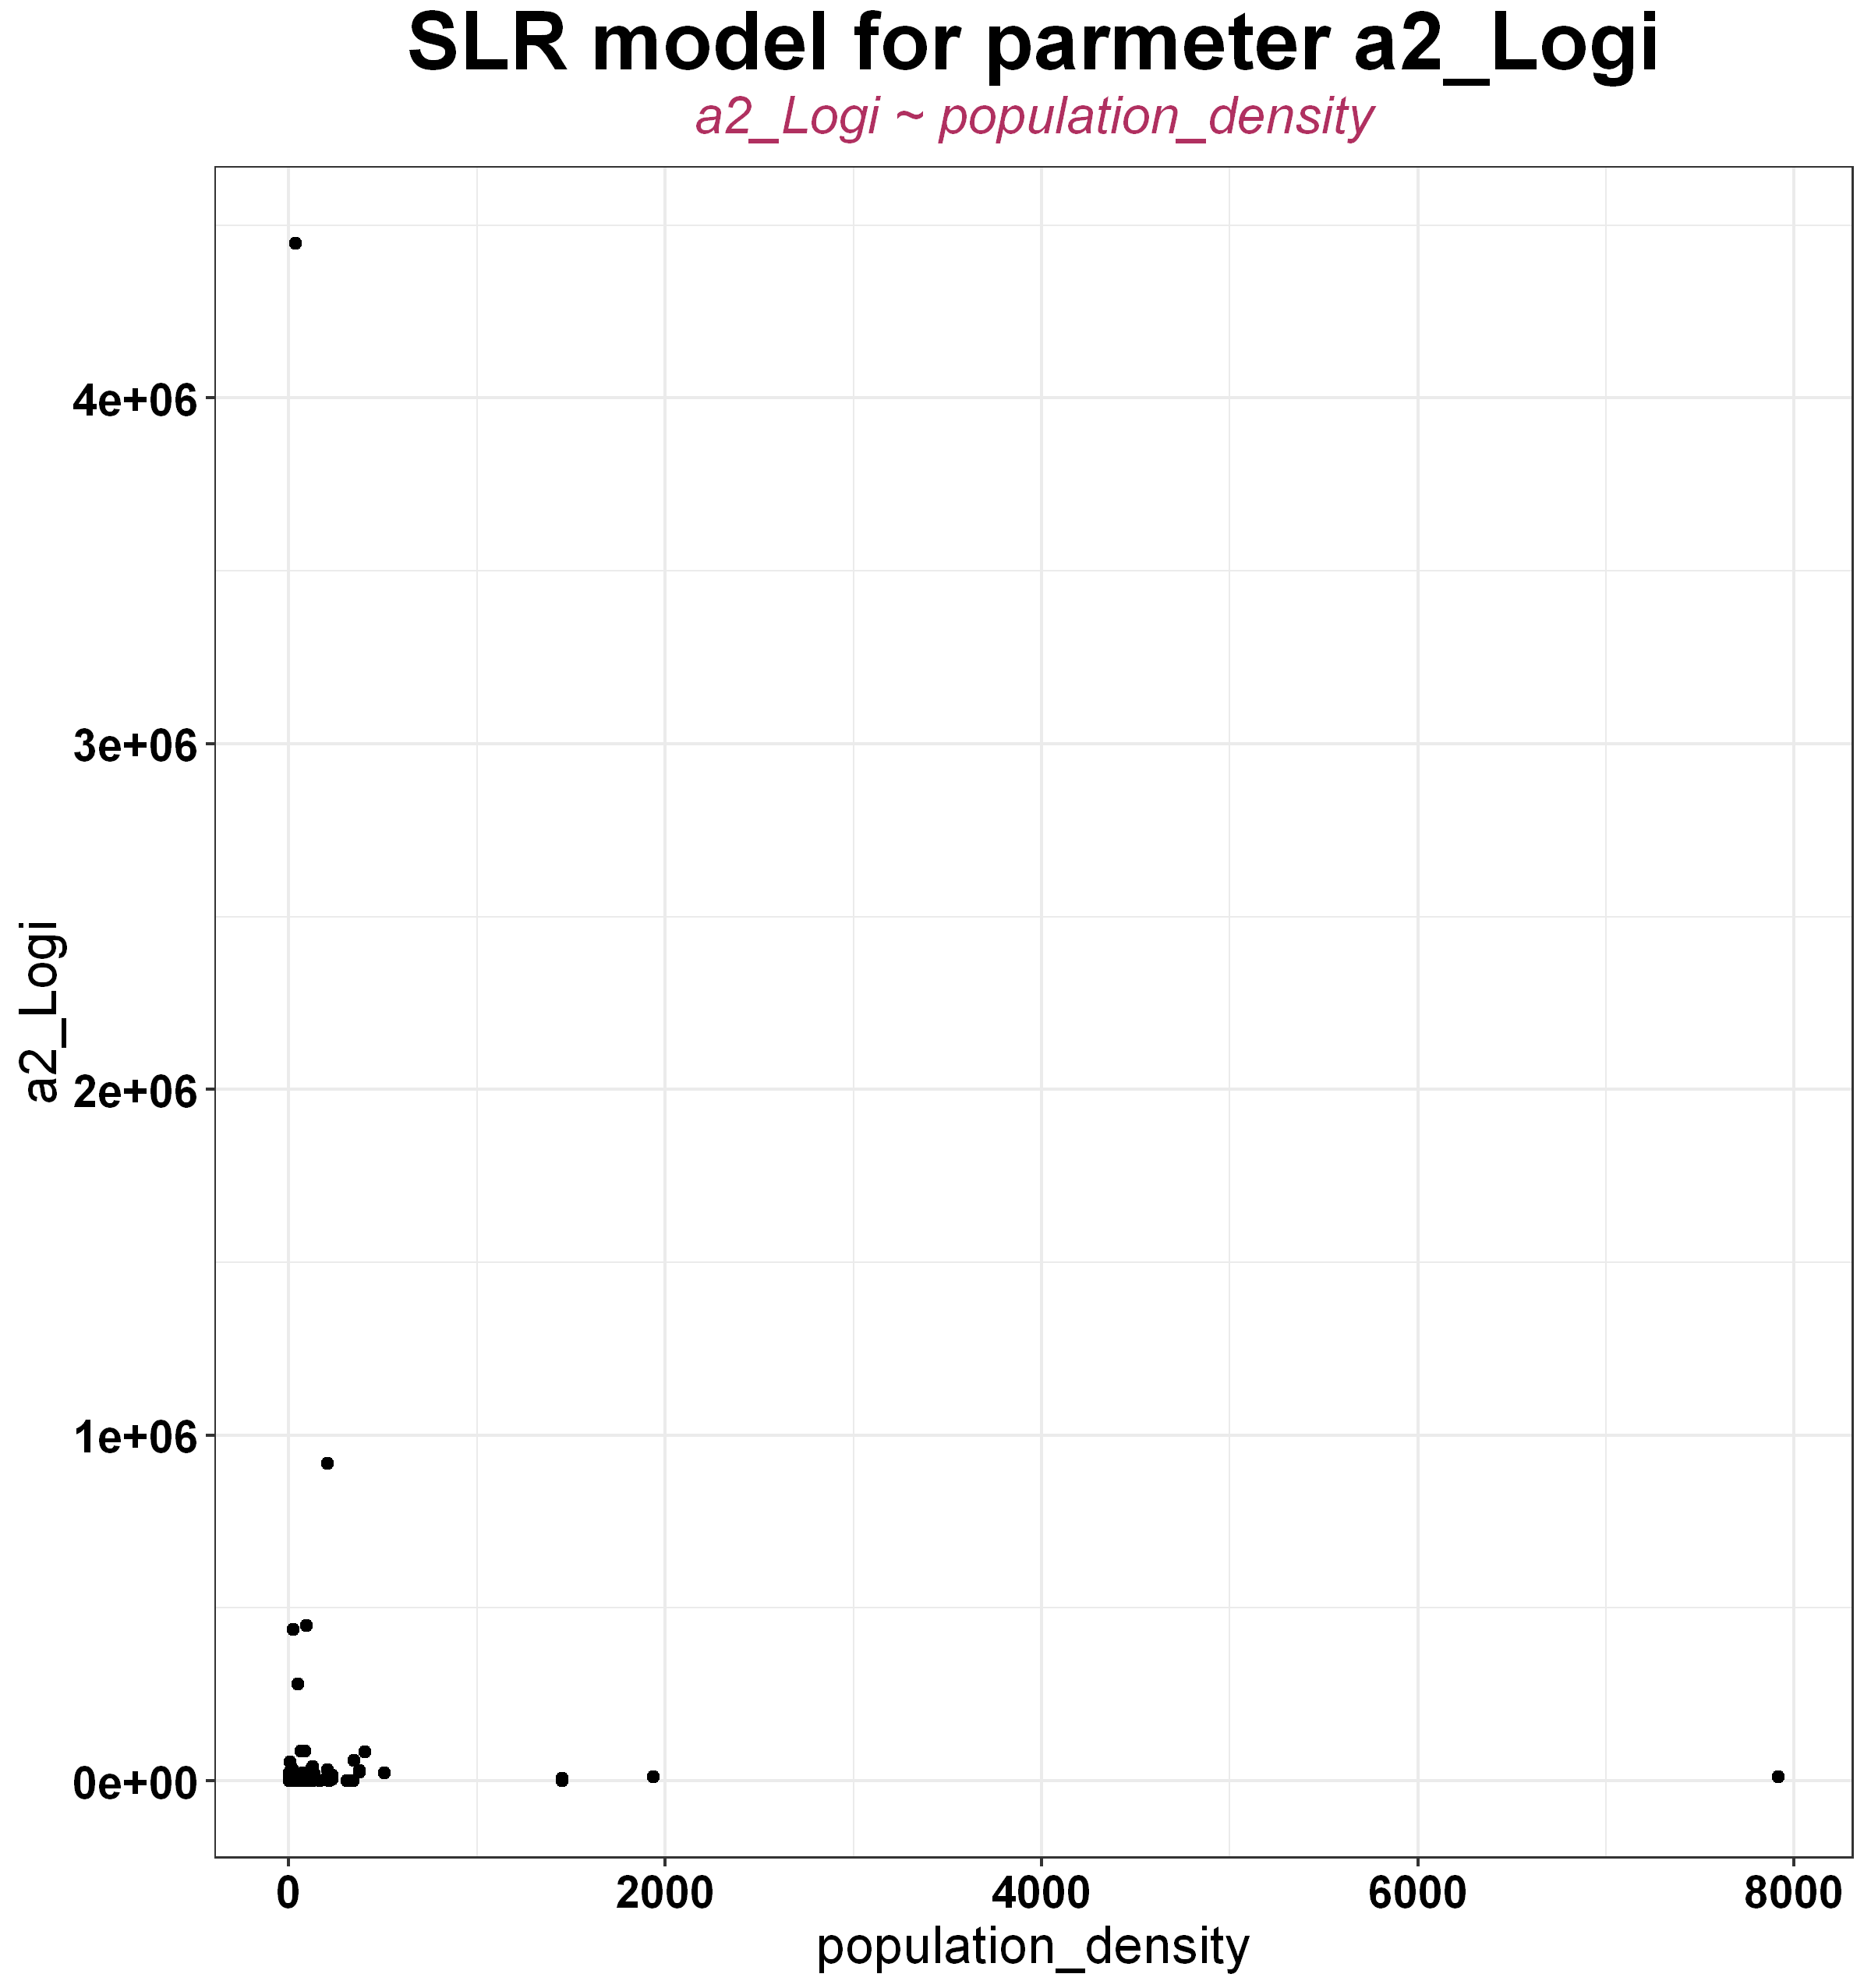 SLR model for parmeter a2_Logi
a2_Logi ~ population_density
a2_Logi
4e+06
3e+06
2e+06
1e+06
0e+00
0 2000 4000 6000 8000
population_density